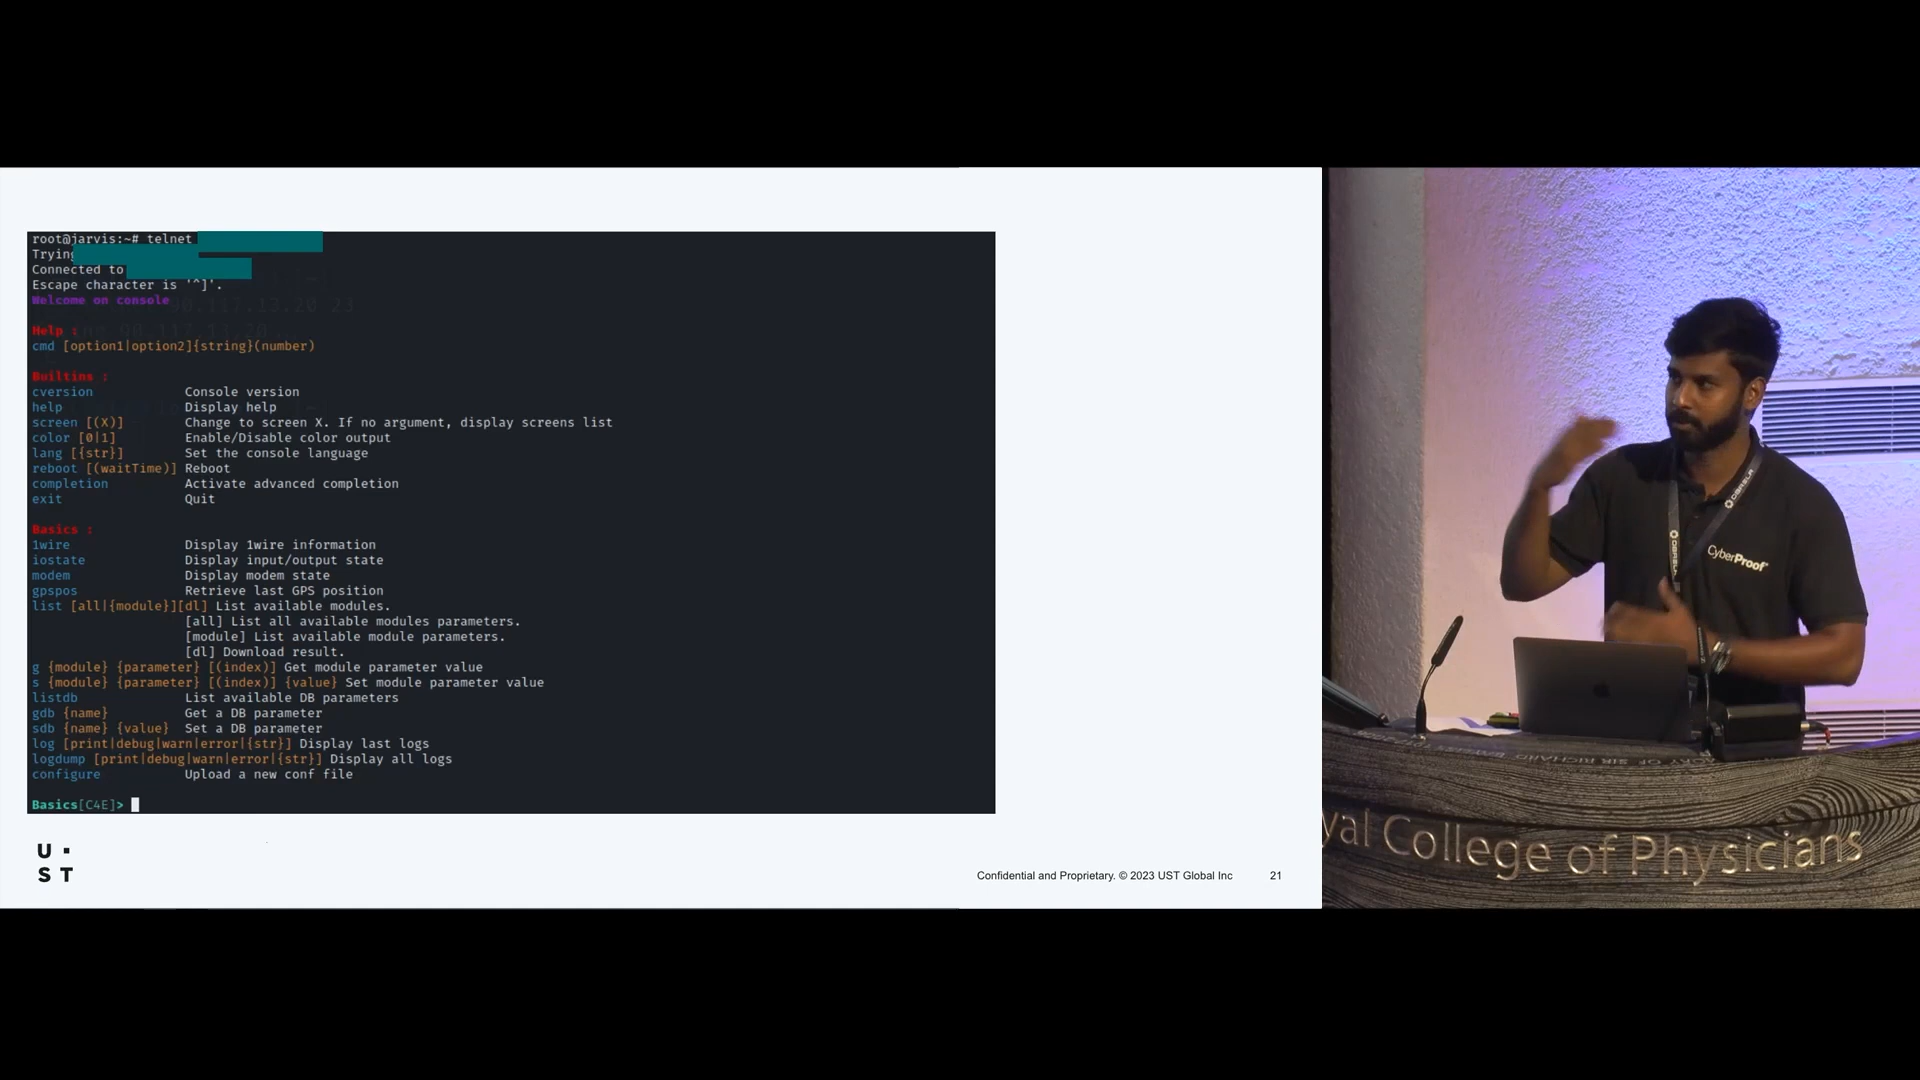 root@jarvis:~# telnet
Trying
Connected to
Escape character is '^]'.
Welcome on console
Help :
cmd [option1|option2]{string}(number)
Builtins :
cversion Console version
help Display help
screen [(X)] Change to screen X. If no argument, display screens list
color [0|1] Enable/Disable color output
lang [{str}] Set the console language
reboot [(waitTime)] Reboot
completion Activate advanced completion
exit Quit
Basics :
1wire Display 1wire information
iostate Display input/output state
modem Display modem state
gpspos Retrieve last GPS position
list [all|{module}][dl] List available modules.
[all] List all available modules parameters.
[module] List available module parameters.
[dl] Download result.
g {module} {parameter} [(index)] Get module parameter value
s {module} {parameter} [(index)] {value} Set module parameter value
listdb List available DB parameters
gdb {name} Get a DB parameter
sdb {name} {value} Set a DB parameter
log [print|debug|warn|error|{str}] Display last logs
logdump [print|debug|warn|error|{str}] Display all logs
configure Upload a new conf file
Basics[C4E]>
U ST
Confidential and Proprietary. © 2023 UST Global Inc 21
CyberProof
yal College of Physicians